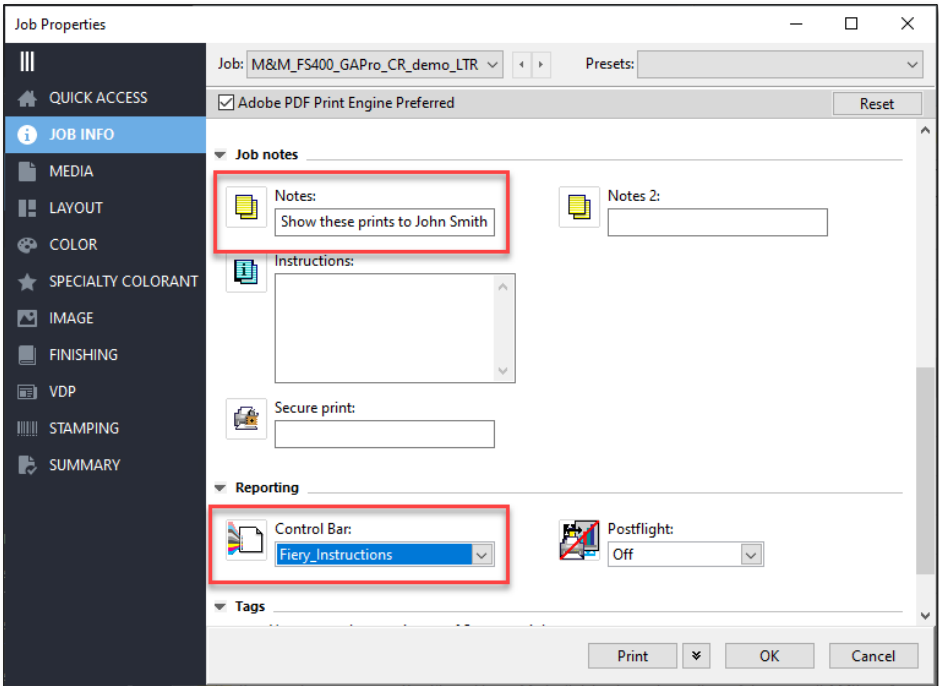 Job Properties
Job: M&M_FS400_GAPro_CR_demo_LTR
Presets:
QUICK ACCESS
Adobe PDF Print Engine Preferred
Reset
JOB INFO
MEDIA
LAYOUT
COLOR
SPECIALTY COLORANT
IMAGE
FINISHING
VDP
STAMPING
SUMMARY
Job notes
Notes:
Show these prints to John Smith
Notes 2:
Instructions:
Secure print:
Reporting
Control Bar:
Fiery_Instructions
Postflight:
Off
Tags
Print
OK
Cancel